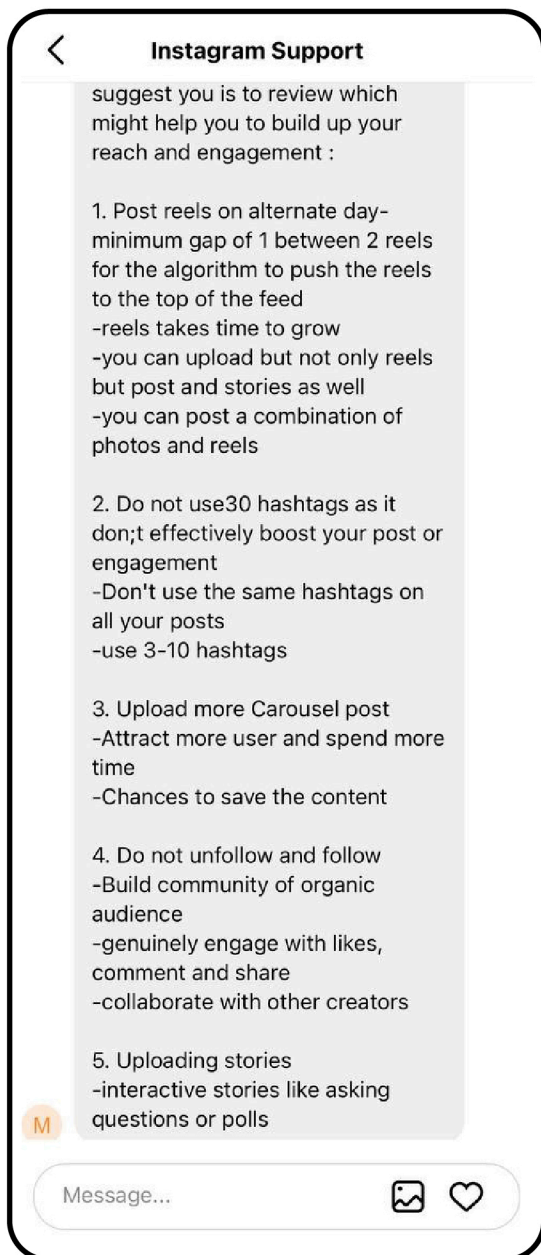 Instagram Support
suggest you is to review which
might help you to build up your
reach and engagement :
1. Post reels on alternate day-
minimum gap of 1 between 2 reels
for the algorithm to push the reels
to the top of the feed
-reels takes time to grow
-you can upload but not only reels
but post and stories as well
-you can post a combination of
photos and reels
2. Do not use30 hashtags as it
don;t effectively boost your post or
engagement
-Don't use the same hashtags on
all your posts
-use 3-10 hashtags
3. Upload more Carousel post
-Attract more user and spend more
time
-Chances to save the content
4. Do not unfollow and follow
-Build community of organic
audience
-genuinely engage with likes,
comment and share
-collaborate with other creators
5. Uploading stories
-interactive stories like asking
questions or polls
M
Message...